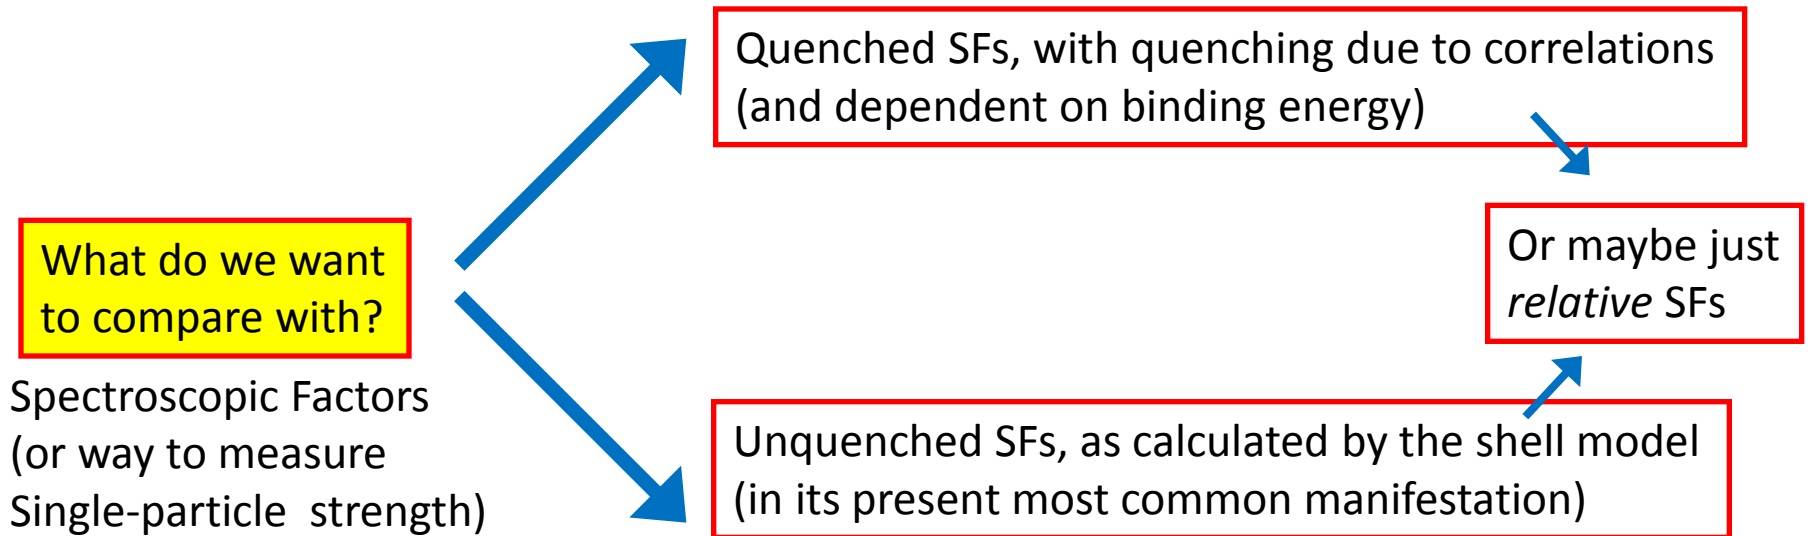 Quenched SFs, with quenching due to correlations
(and dependent on binding energy)
What do we want
to compare with?
Or maybe just
relative SFs
Spectroscopic Factors
(or way to measure
Single-particle strength)
Unquenched SFs, as calculated by the shell model
(in its present most common manifestation)